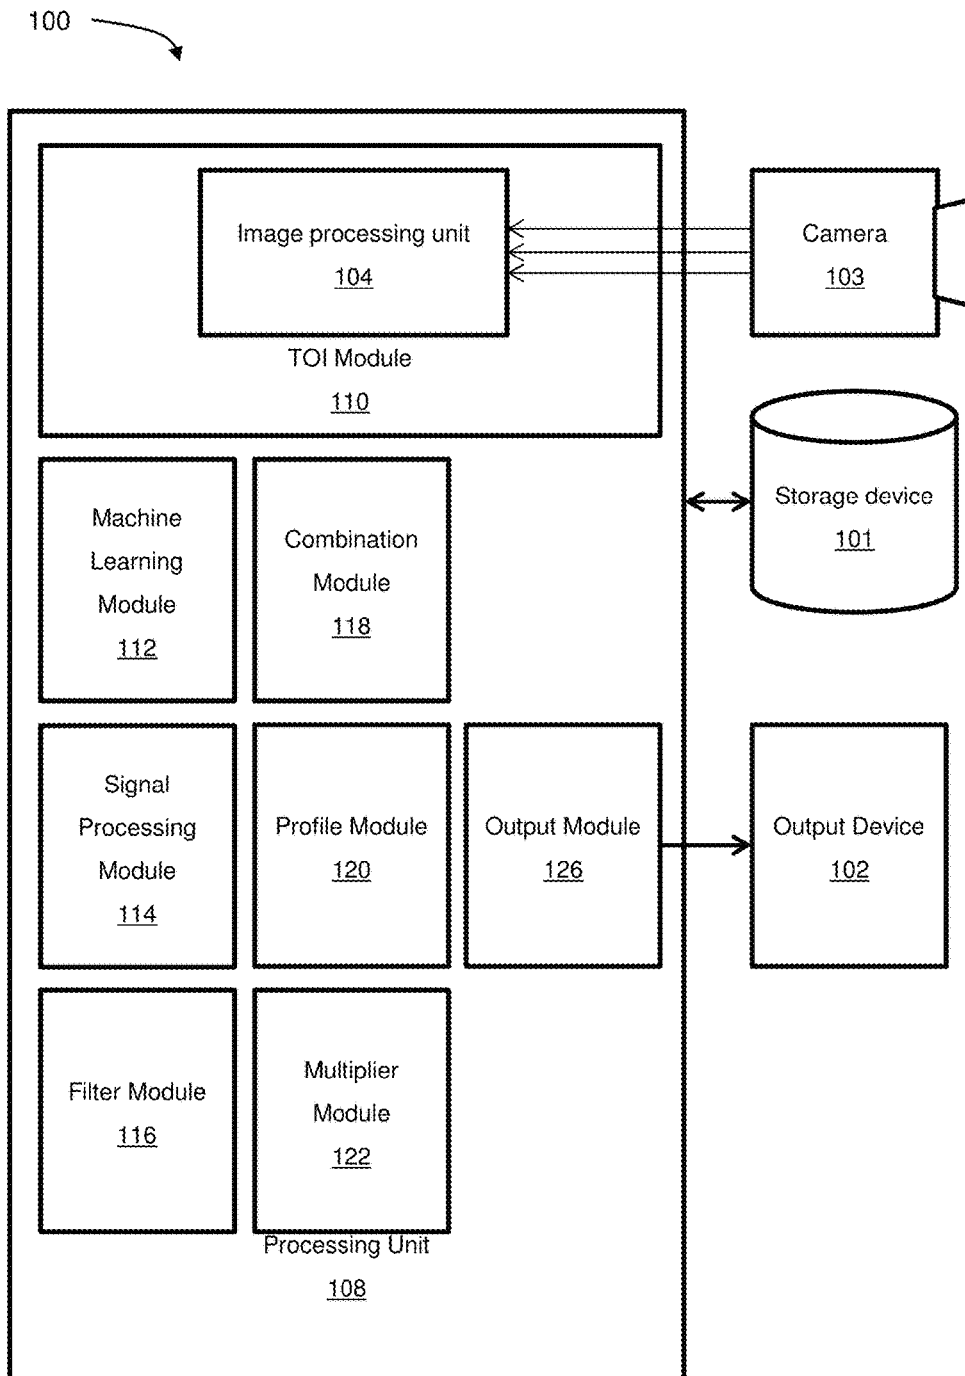 100
Image processing unit
104
TOI Module
110
Camera
103
Storage device
101
Machine
Learning
Module
112
Combination
Module
118
Signal
Processing
Module
114
Profile Module
120
Output Module
126
Output Device
102
Filter Module
116
Multiplier
Module
122
Processing Unit
108